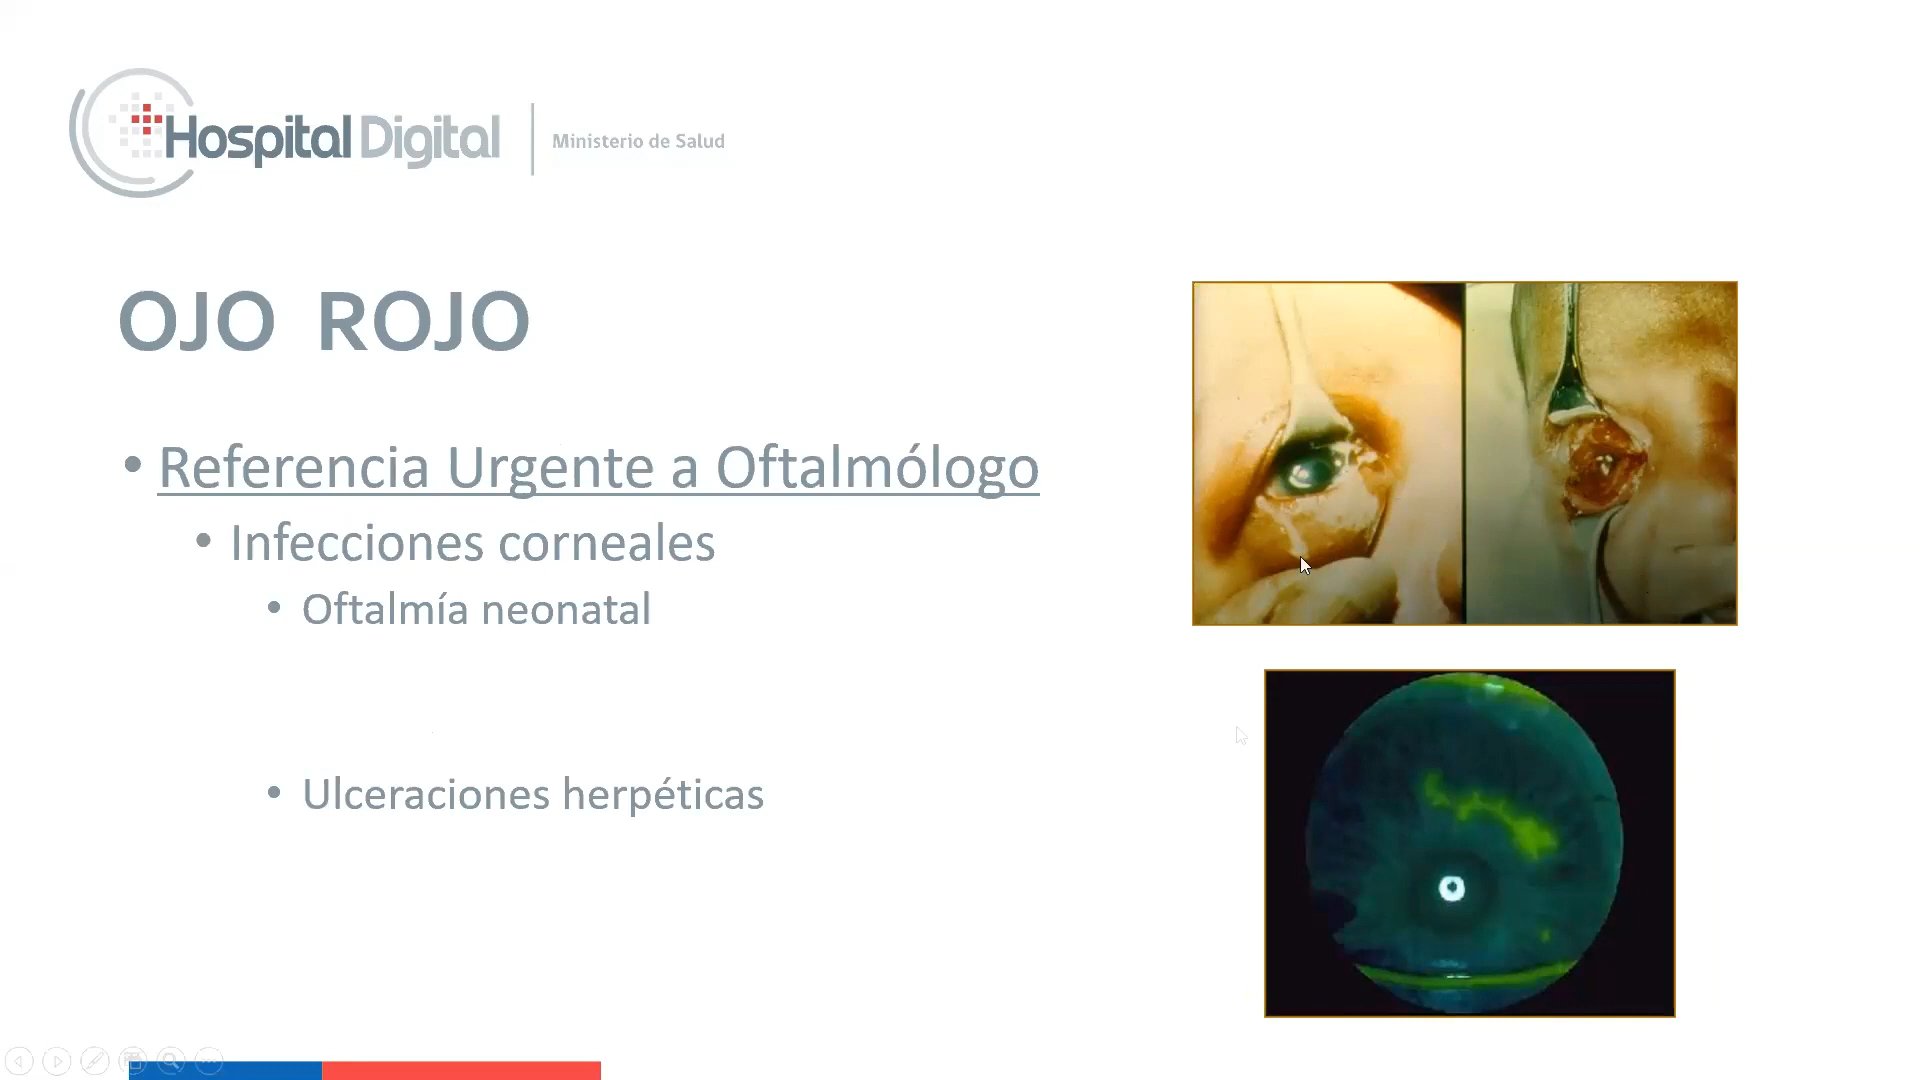 Hospital Digital
Ministerio de Salud
OJO ROJO
• Referencia Urgente a Oftalmólogo
• Infecciones corneales
• Oftalmía neonatal
• Ulceraciones herpéticas